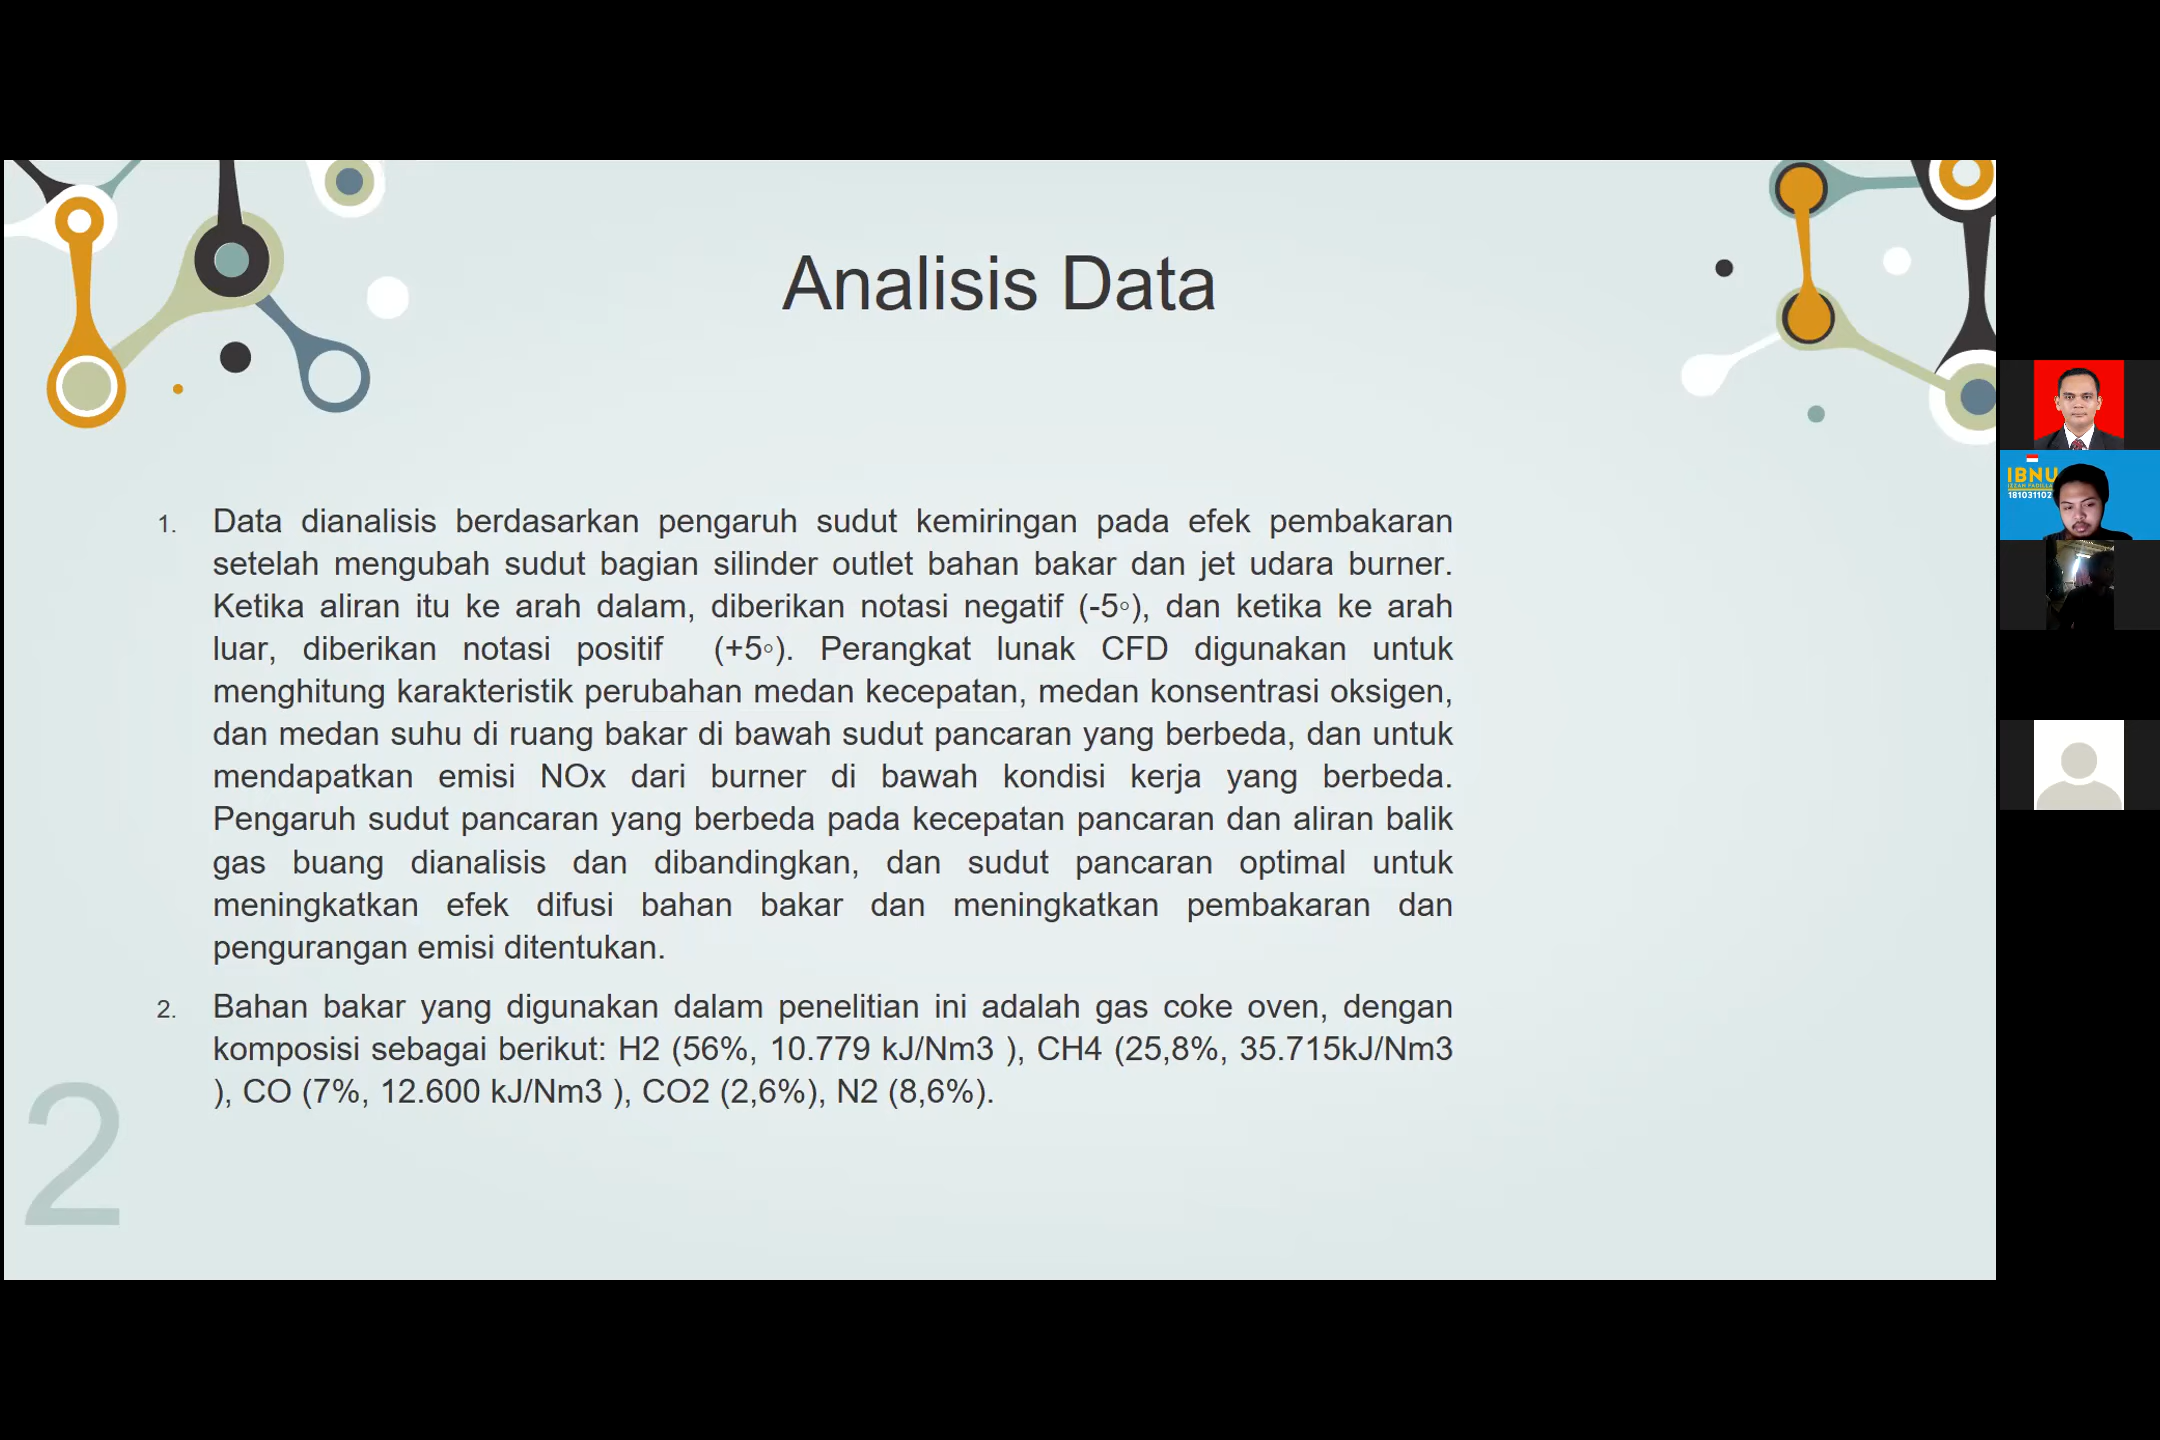 Analisis Data
1. Data dianalisis berdasarkan pengaruh sudut kemiringan pada efek pembakaran
setelah mengubah sudut bagian silinder outlet bahan bakar dan jet udara burner.
Ketika aliran itu ke arah dalam, diberikan notasi negatif (-5◦), dan ketika ke arah
luar, diberikan notasi positif (+5◦). Perangkat lunak CFD digunakan untuk
menghitung karakteristik perubahan medan kecepatan, medan konsentrasi oksigen,
dan medan suhu di ruang bakar di bawah sudut pancaran yang berbeda, dan untuk
mendapatkan emisi NOx dari burner di bawah kondisi kerja yang berbeda.
Pengaruh sudut pancaran yang berbeda pada kecepatan pancaran dan aliran balik
gas buang dianalisis dan dibandingkan, dan sudut pancaran optimal untuk
meningkatkan efek difusi bahan bakar dan meningkatkan pembakaran dan
pengurangan emisi ditentukan.
2. Bahan bakar yang digunakan dalam penelitian ini adalah gas coke oven, dengan
komposisi sebagai berikut: H2 (56%, 10.779 kJ/Nm3 ), CH4 (25,8%, 35.715kJ/Nm3
), CO (7%, 12.600 kJ/Nm3 ), CO2 (2,6%), N2 (8,6%).
2
IBNU
181031102